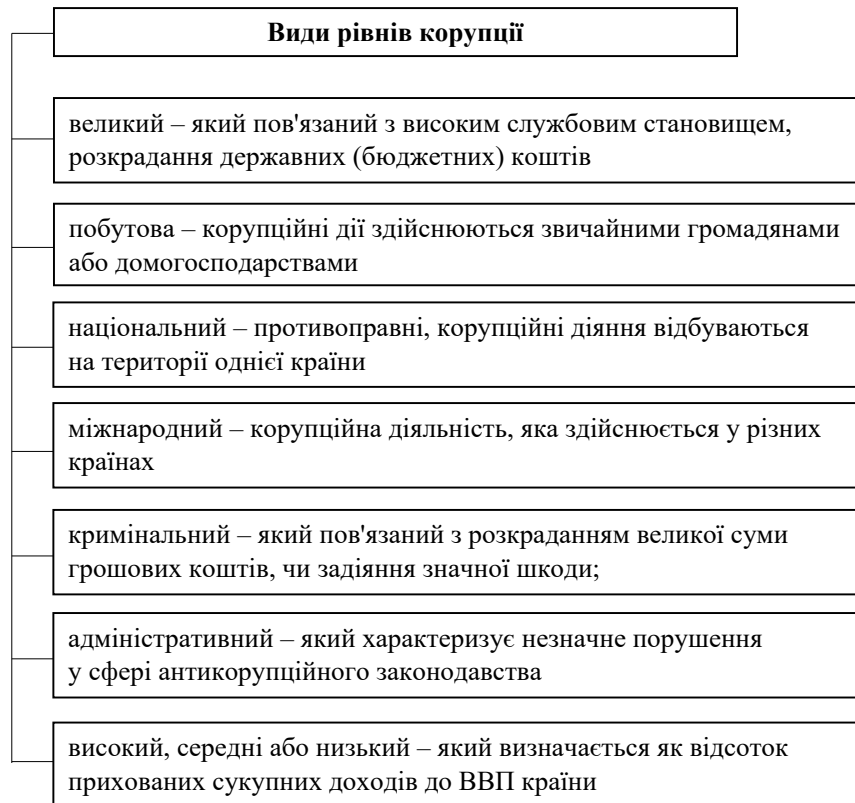 Види рівнів корупції
великий – який пов'язаний з високим службовим становищем,
розкрадання державних (бюджетних) коштів
побутова – корупційні дії здійснюються звичайними громадянами
або домогосподарствами
національний – противоправні, корупційні діяння відбуваються
на території однієї країни
міжнародний – корупційна діяльність, яка здійснюється у різних
країнах
кримінальний – який пов'язаний з розкраданням великої суми
грошових коштів, чи задіяння значної шкоди;
адміністративний – який характеризує незначне порушення
у сфері антикорупційного законодавства
високий, середні або низький – який визначається як відсоток
прихованих сукупних доходів до ВВП країни